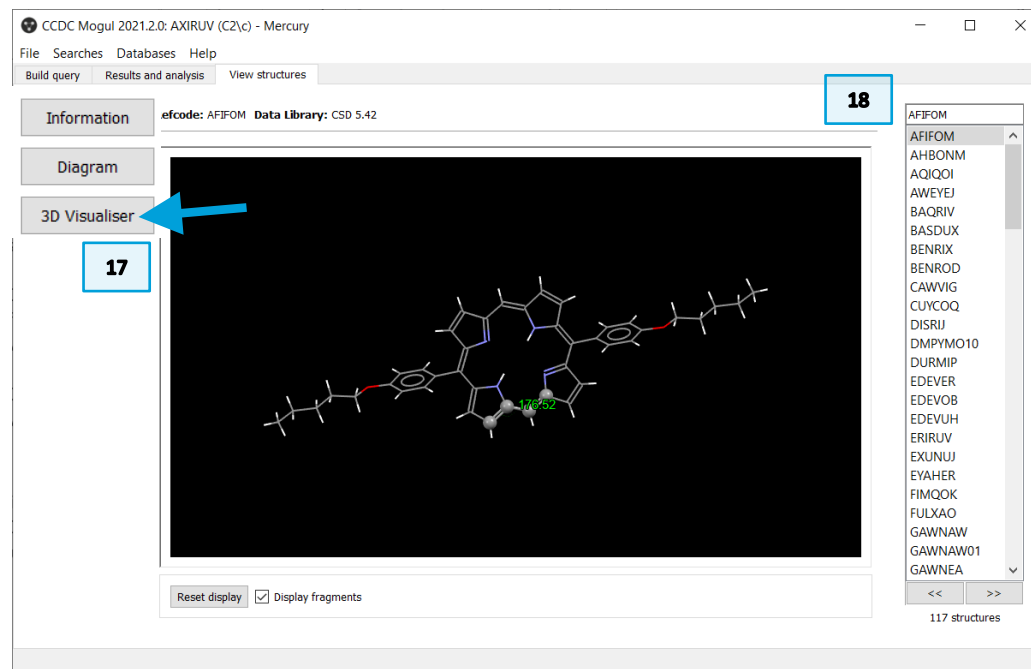 CCDC Mogul 2021.2.0: AXIRUV (C2\c) - Mercury
File Searches Databases Help
Build query Results and analysis View structures
Information
efcode: AFIFOM Data Library: CSD 5.42
18
AFIFOM
Diagram
3D Visualiser
17
176.52
AFIFOM
AHBONM
AQIQOI
AWEYEJ
BAQRIV
BASDUX
BENRIX
BENROD
CAWVIG
CUYCOQ
DISRIJ
DMPYMO10
DURMIP
EDEVER
EDEVOB
EDEVUH
ERIRUV
EXUNUJ
EYAHER
FIMQOK
FULXAO
GAWNAW
GAWNAW01
GAWNEA
<< >>
117 structures
Reset display Display fragments